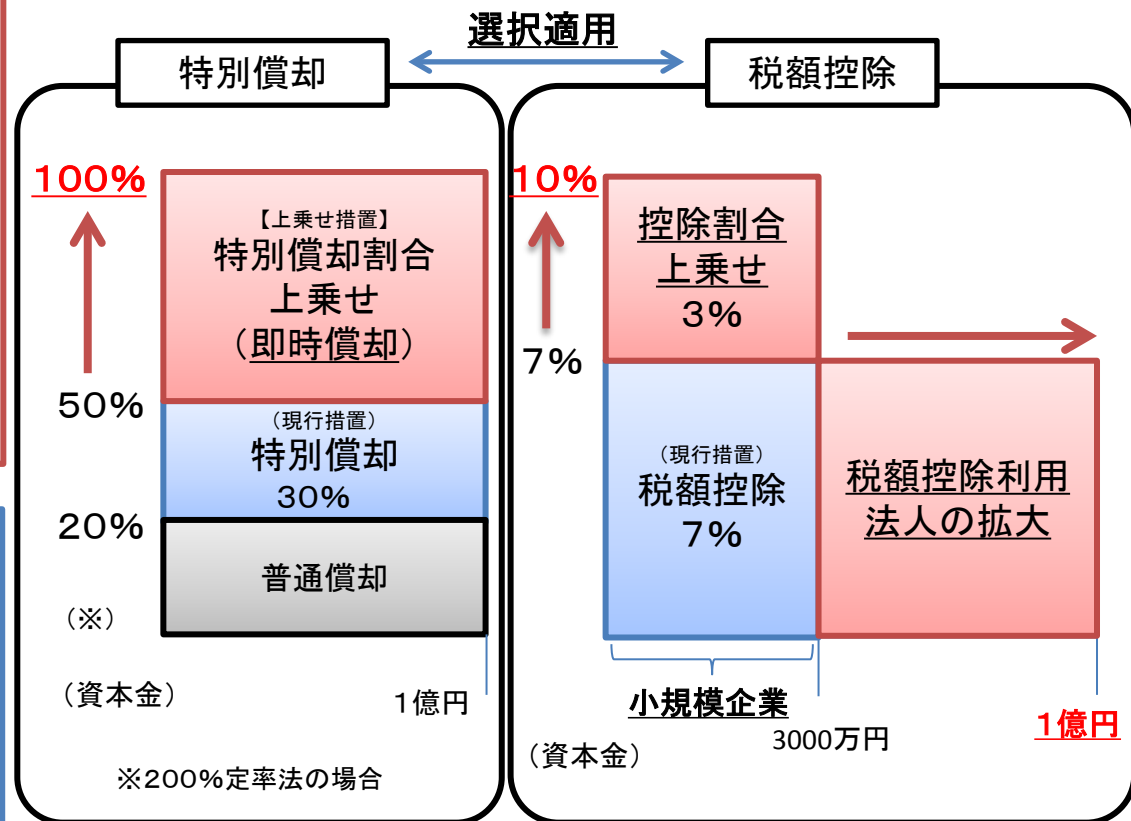 選択適用
特別償却
100%
【上乗せ措置】
特別償却割合
上乗せ
（即時償却）
50%
（現行措置）
特別償却
30%
20%
普通償却
（※）
（資本金）
1億円
※200%定率法の場合
税額控除
10%
控除割合
上乗せ
3%
7%
（現行措置）
税額控除
7%
税額控除利用
法人の拡大
小規模企業
3000万円
1億円
（資本金）